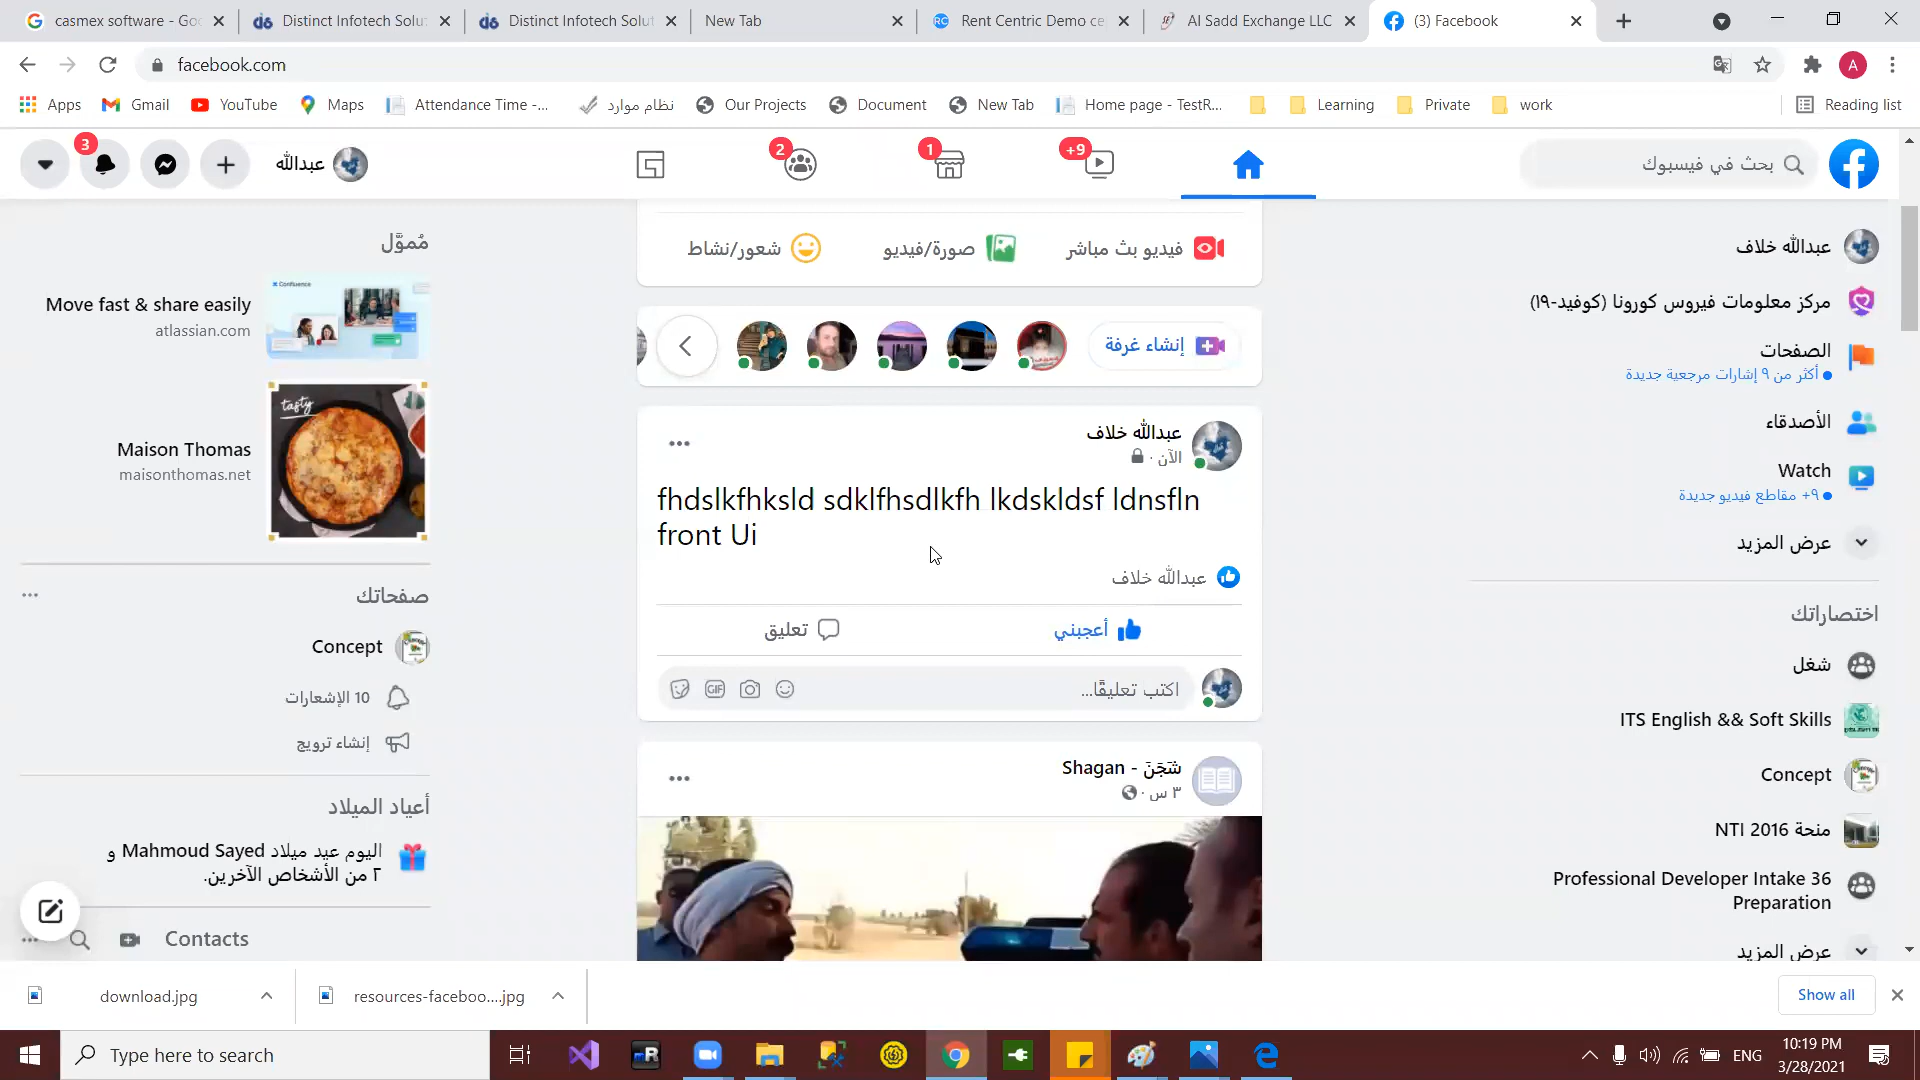 casmex software - Goo
Distinct Infotech Solut
Distinct Infotech Solut
New Tab
Rent Centric Demo ce
Al Sadd Exchange LLC
(3) Facebook
facebook.com
A
Apps
Gmail
YouTube
Maps
Attendance Time -...
نظام موارد
Our Projects
Document
New Tab
Home page - TestR...
Learning
Private
work
Reading list
3
عبدالله
2
1
+9
بحث في فيسبوك
مُموَّل
Move fast & share easily
atlassian.com
Confluence
tasty
Maison Thomas
maisonthomas.net
صفحاتك
Concept
10 الإشعارات
إنشاء ترويج
أعياد الميلاد
اليوم عيد ميلاد Mahmoud Sayed و
٢ من الأشخاص الآخرين.
Contacts
فيديو بث مباشر
صورة/فيديو
شعور/نشاط
إنشاء غرفة
عبدالله خلاف
الآن ·
fhdslkfhksld sdklfhsdlkfh lkdskldsf ldnsfln
front Ui
عبدالله خلاف
أعجبني
تعليق
اكتب تعليقًا...
GIF
شَجَنْ - Shagan
٣ س ·
عبدالله خلاف
مركز معلومات فيروس كورونا (كوفيد-١٩)
الصفحات
أكثر من ٩ إشارات مرجعية جديدة
الأصدقاء
Watch
٩+ مقاطع فيديو جديدة
عرض المزيد
اختصاراتك
شغل
ITS English && Soft Skills
Concept
منحة NTI 2016
Professional Developer Intake 36
Preparation
عرض المزيد
download.jpg
resources-faceboo....jpg
Show all
Type here to search
ENG
10:19 PM
3/28/2021